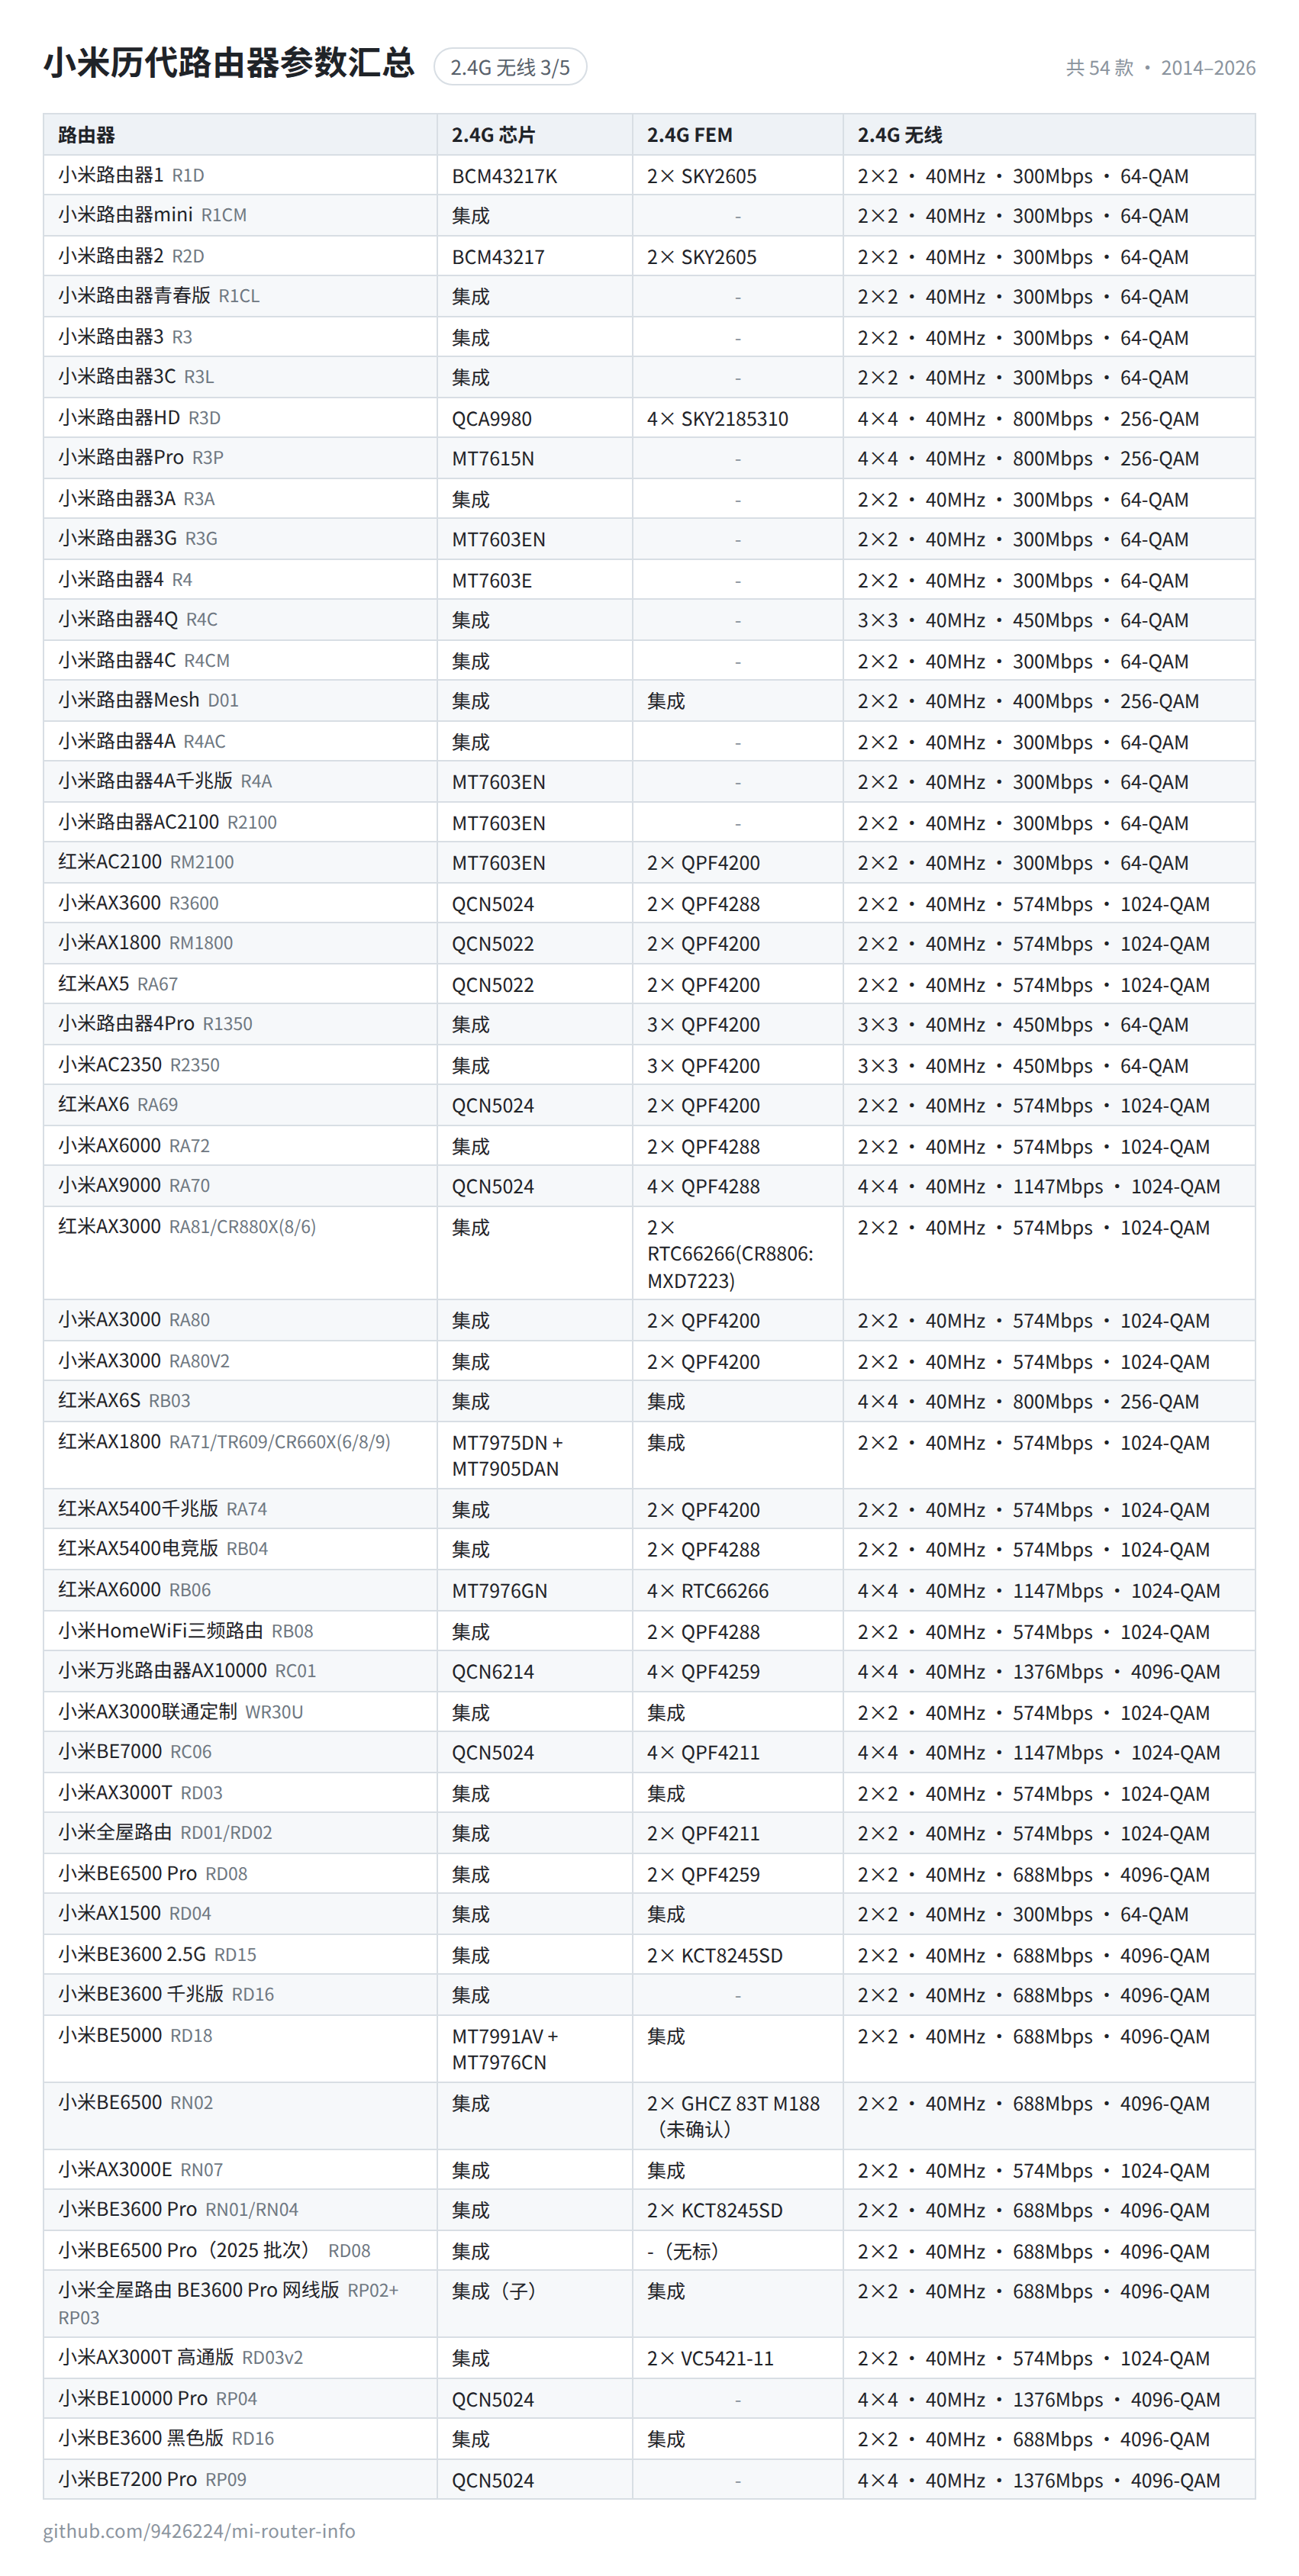 小米历代路由器参数汇总 2.4G 无线 3/5 共 54 款 · 2014–2026
路由器 2.4G 芯片 2.4G FEM 2.4G 无线
小米路由器1 R1D BCM43217K 2× SKY2605 2×2 · 40MHz · 300Mbps · 64-QAM
小米路由器mini R1CM 集成 - 2×2 · 40MHz · 300Mbps · 64-QAM
小米路由器2 R2D BCM43217 2× SKY2605 2×2 · 40MHz · 300Mbps · 64-QAM
小米路由器青春版 R1CL 集成 - 2×2 · 40MHz · 300Mbps · 64-QAM
小米路由器3 R3 集成 - 2×2 · 40MHz · 300Mbps · 64-QAM
小米路由器3C R3L 集成 - 2×2 · 40MHz · 300Mbps · 64-QAM
小米路由器HD R3D QCA9980 4× SKY2185310 4×4 · 40MHz · 800Mbps · 256-QAM
小米路由器Pro R3P MT7615N - 4×4 · 40MHz · 800Mbps · 256-QAM
小米路由器3A R3A 集成 - 2×2 · 40MHz · 300Mbps · 64-QAM
小米路由器3G R3G MT7603EN - 2×2 · 40MHz · 300Mbps · 64-QAM
小米路由器4 R4 MT7603E - 2×2 · 40MHz · 300Mbps · 64-QAM
小米路由器4Q R4C 集成 - 3×3 · 40MHz · 450Mbps · 64-QAM
小米路由器4C R4CM 集成 - 2×2 · 40MHz · 300Mbps · 64-QAM
小米路由器Mesh D01 集成 集成 2×2 · 40MHz · 400Mbps · 256-QAM
小米路由器4A R4AC 集成 - 2×2 · 40MHz · 300Mbps · 64-QAM
小米路由器4A千兆版 R4A MT7603EN - 2×2 · 40MHz · 300Mbps · 64-QAM
小米路由器AC2100 R2100 MT7603EN - 2×2 · 40MHz · 300Mbps · 64-QAM
红米AC2100 RM2100 MT7603EN 2× QPF4200 2×2 · 40MHz · 300Mbps · 64-QAM
小米AX3600 R3600 QCN5024 2× QPF4288 2×2 · 40MHz · 574Mbps · 1024-QAM
小米AX1800 RM1800 QCN5022 2× QPF4200 2×2 · 40MHz · 574Mbps · 1024-QAM
红米AX5 RA67 QCN5022 2× QPF4200 2×2 · 40MHz · 574Mbps · 1024-QAM
小米路由器4Pro R1350 集成 3× QPF4200 3×3 · 40MHz · 450Mbps · 64-QAM
小米AC2350 R2350 集成 3× QPF4200 3×3 · 40MHz · 450Mbps · 64-QAM
红米AX6 RA69 QCN5024 2× QPF4200 2×2 · 40MHz · 574Mbps · 1024-QAM
小米AX6000 RA72 集成 2× QPF4288 2×2 · 40MHz · 574Mbps · 1024-QAM
小米AX9000 RA70 QCN5024 4× QPF4288 4×4 · 40MHz · 1147Mbps · 1024-QAM
红米AX3000 RA81/CR880X(8/6) 集成 2× 2×2 · 40MHz · 574Mbps · 1024-QAM
RTC66266(CR8806:
MXD7223)
小米AX3000 RA80 集成 2× QPF4200 2×2 · 40MHz · 574Mbps · 1024-QAM
小米AX3000 RA80V2 集成 2× QPF4200 2×2 · 40MHz · 574Mbps · 1024-QAM
红米AX6S RB03 集成 集成 4×4 · 40MHz · 800Mbps · 256-QAM
红米AX1800 RA71/TR609/CR660X(6/8/9) MT7975DN + 集成 2×2 · 40MHz · 574Mbps · 1024-QAM
MT7905DAN
红米AX5400千兆版 RA74 集成 2× QPF4200 2×2 · 40MHz · 574Mbps · 1024-QAM
红米AX5400电竞版 RB04 集成 2× QPF4288 2×2 · 40MHz · 574Mbps · 1024-QAM
红米AX6000 RB06 MT7976GN 4× RTC66266 4×4 · 40MHz · 1147Mbps · 1024-QAM
小米HomeWiFi三频路由 RB08 集成 2× QPF4288 2×2 · 40MHz · 574Mbps · 1024-QAM
小米万兆路由器AX10000 RC01 QCN6214 4× QPF4259 4×4 · 40MHz · 1376Mbps · 4096-QAM
小米AX3000联通定制 WR30U 集成 集成 2×2 · 40MHz · 574Mbps · 1024-QAM
小米BE7000 RC06 QCN5024 4× QPF4211 4×4 · 40MHz · 1147Mbps · 1024-QAM
小米AX3000T RD03 集成 集成 2×2 · 40MHz · 574Mbps · 1024-QAM
小米全屋路由 RD01/RD02 集成 2× QPF4211 2×2 · 40MHz · 574Mbps · 1024-QAM
小米BE6500 Pro RD08 集成 2× QPF4259 2×2 · 40MHz · 688Mbps · 4096-QAM
小米AX1500 RD04 集成 集成 2×2 · 40MHz · 300Mbps · 64-QAM
小米BE3600 2.5G RD15 集成 2× KCT8245SD 2×2 · 40MHz · 688Mbps · 4096-QAM
小米BE3600 千兆版 RD16 集成 - 2×2 · 40MHz · 688Mbps · 4096-QAM
小米BE5000 RD18 MT7991AV + 集成 2×2 · 40MHz · 688Mbps · 4096-QAM
MT7976CN
小米BE6500 RN02 集成 2× GHCZ 83T M188 2×2 · 40MHz · 688Mbps · 4096-QAM
（未确认）
小米AX3000E RN07 集成 集成 2×2 · 40MHz · 574Mbps · 1024-QAM
小米BE3600 Pro RN01/RN04 集成 2× KCT8245SD 2×2 · 40MHz · 688Mbps · 4096-QAM
小米BE6500 Pro（2025 批次） RD08 集成 -（无标） 2×2 · 40MHz · 688Mbps · 4096-QAM
小米全屋路由 BE3600 Pro 网线版 RP02+ 集成（子） 集成 2×2 · 40MHz · 688Mbps · 4096-QAM
RP03
小米AX3000T 高通版 RD03v2 集成 2× VC5421-11 2×2 · 40MHz · 574Mbps · 1024-QAM
小米BE10000 Pro RP04 QCN5024 - 4×4 · 40MHz · 1376Mbps · 4096-QAM
小米BE3600 黑色版 RD16 集成 集成 2×2 · 40MHz · 688Mbps · 4096-QAM
小米BE7200 Pro RP09 QCN5024 - 4×4 · 40MHz · 1376Mbps · 4096-QAM
github.com/9426224/mi-router-info